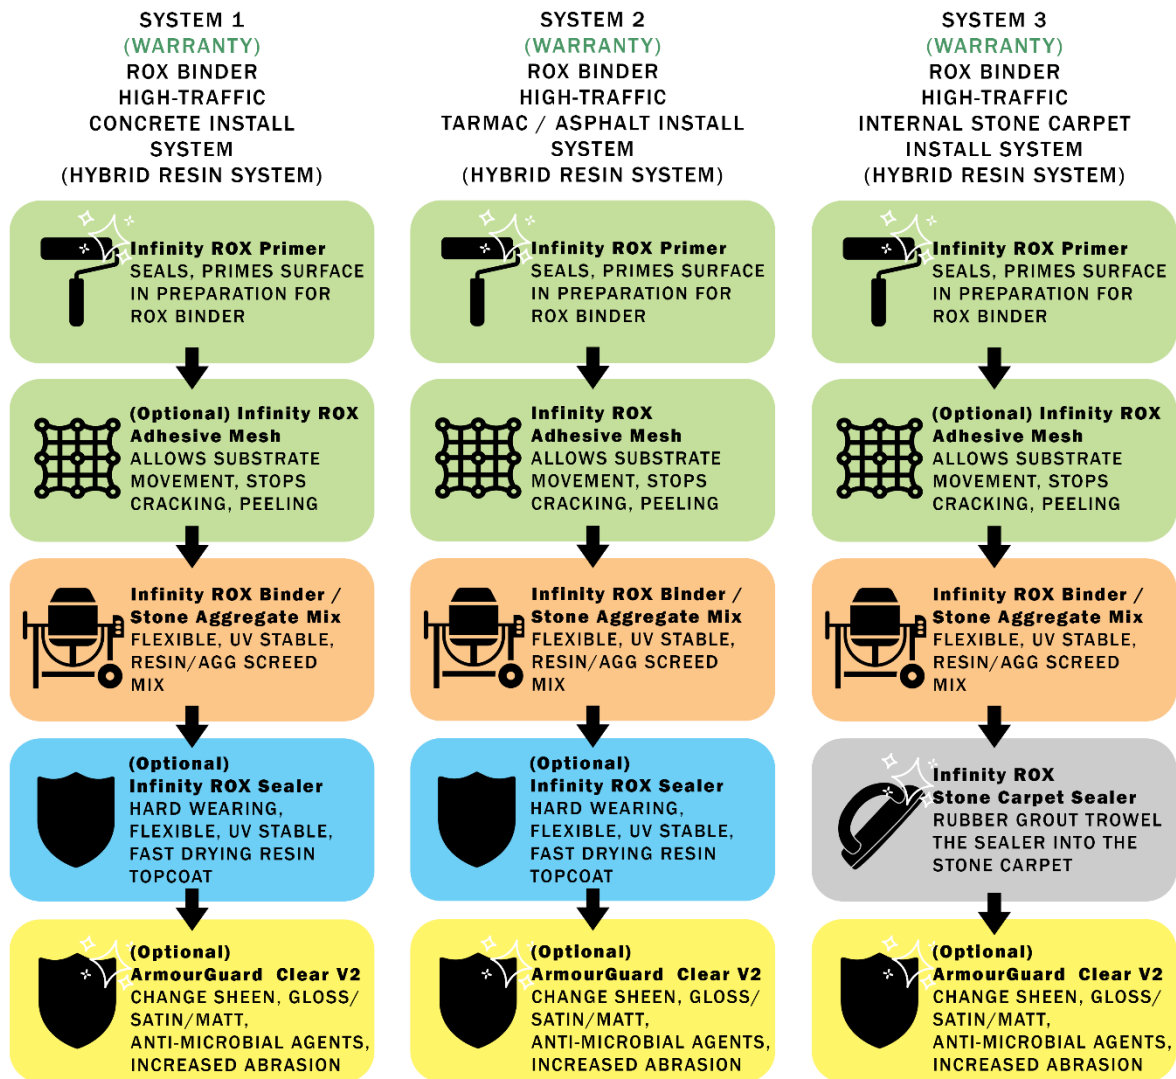 SYSTEM 1
(WARRANTY)
ROX BINDER
HIGH-TRAFFIC
CONCRETE INSTALL
SYSTEM
(HYBRID RESIN SYSTEM)
Infinity ROX Primer
SEALS, PRIMES SURFACE
IN PREPARATION FOR
ROX BINDER
(Optional) Infinity ROX
Adhesive Mesh
ALLOWS SUBSTRATE
MOVEMENT, STOPS
CRACKING, PEELING
Infinity ROX Binder /
Stone Aggregate Mix
FLEXIBLE, UV STABLE,
RESIN/AGG SCREED
MIX
(Optional)
Infinity ROX Sealer
HARD WEARING,
FLEXIBLE, UV STABLE,
FAST DRYING RESIN
TOPCOAT
(Optional)
ArmourGuard Clear V2
CHANGE SHEEN, GLOSS/
SATIN/MATT,
ANTI-MICROBIAL AGENTS,
INCREASED ABRASION
SYSTEM 2
(WARRANTY)
ROX BINDER
HIGH-TRAFFIC
TARMAC / ASPHALT INSTALL
SYSTEM
(HYBRID RESIN SYSTEM)
Infinity ROX Primer
SEALS, PRIMES SURFACE
IN PREPARATION FOR
ROX BINDER
Infinity ROX
Adhesive Mesh
ALLOWS SUBSTRATE
MOVEMENT, STOPS
CRACKING, PEELING
Infinity ROX Binder /
Stone Aggregate Mix
FLEXIBLE, UV STABLE,
RESIN/AGG SCREED
MIX
(Optional)
Infinity ROX Sealer
HARD WEARING,
FLEXIBLE, UV STABLE,
FAST DRYING RESIN
TOPCOAT
(Optional)
ArmourGuard Clear V2
CHANGE SHEEN, GLOSS/
SATIN/MATT,
ANTI-MICROBIAL AGENTS,
INCREASED ABRASION
SYSTEM 3
(WARRANTY)
ROX BINDER
HIGH-TRAFFIC
INTERNAL STONE CARPET
INSTALL SYSTEM
(HYBRID RESIN SYSTEM)
Infinity ROX Primer
SEALS, PRIMES SURFACE
IN PREPARATION FOR
ROX BINDER
(Optional) Infinity ROX
Adhesive Mesh
ALLOWS SUBSTRATE
MOVEMENT, STOPS
CRACKING, PEELING
Infinity ROX Binder /
Stone Aggregate Mix
FLEXIBLE, UV STABLE,
RESIN/AGG SCREED
MIX
Infinity ROX
Stone Carpet Sealer
RUBBER GROUT TROWEL
THE SEALER INTO THE
STONE CARPET
(Optional)
ArmourGuard Clear V2
CHANGE SHEEN, GLOSS/
SATIN/MATT,
ANTI-MICROBIAL AGENTS,
INCREASED ABRASION